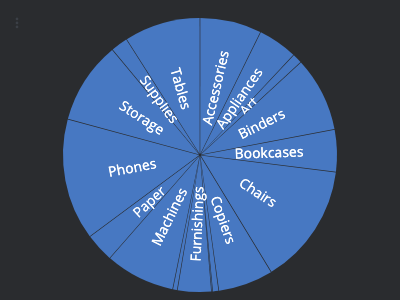 Accessories
Appliances
Art
Binders
Bookcases
Chairs
Copiers
Furnishings
Machines
Paper
Phones
Storage
Supplies
Tables